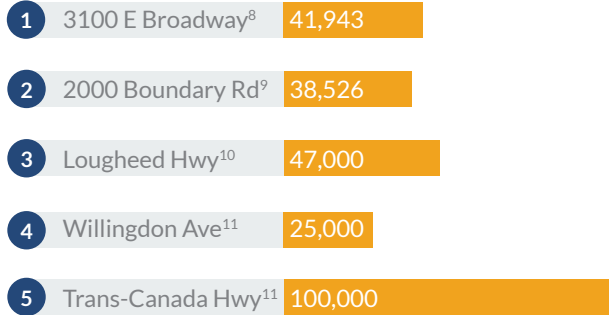 1 3100 E Broadway⁸ 41,943
2 2000 Boundary Rd⁹ 38,526
3 Lougheed Hwy¹⁰ 47,000
4 Willingdon Ave¹¹ 25,000
5 Trans-Canada Hwy¹¹ 100,000